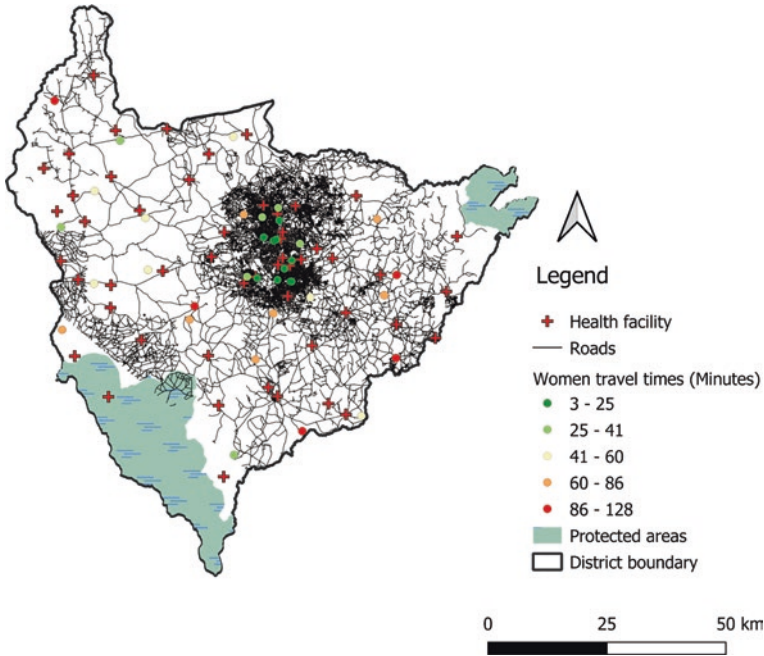 Legend
Health facility
Roads
Women travel times (Minutes)
3 - 25
25 - 41
41 - 60
60 - 86
86 - 128
Protected areas
District boundary
0 25 50 km